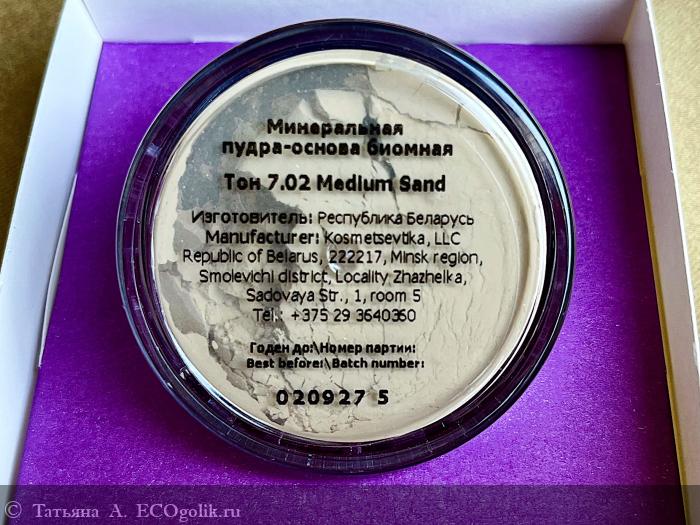 Минеральная
пудра-основа биомная
Тон 7.02 Medium Sand
Изготовитель: Республика Беларусь
Manufacturer: Kosmetsevtika, LLC
Republic of Belarus, 222217, Minsk region,
Smolevichi district, Locality Zhazhelka,
Sadovaya Str., 1, room 5
Tel.: +375 29 3640360
Годен до:\Номер партии:
Best before:\Batch number:
020927 5
© Татьяна А. ECOgolik.ru